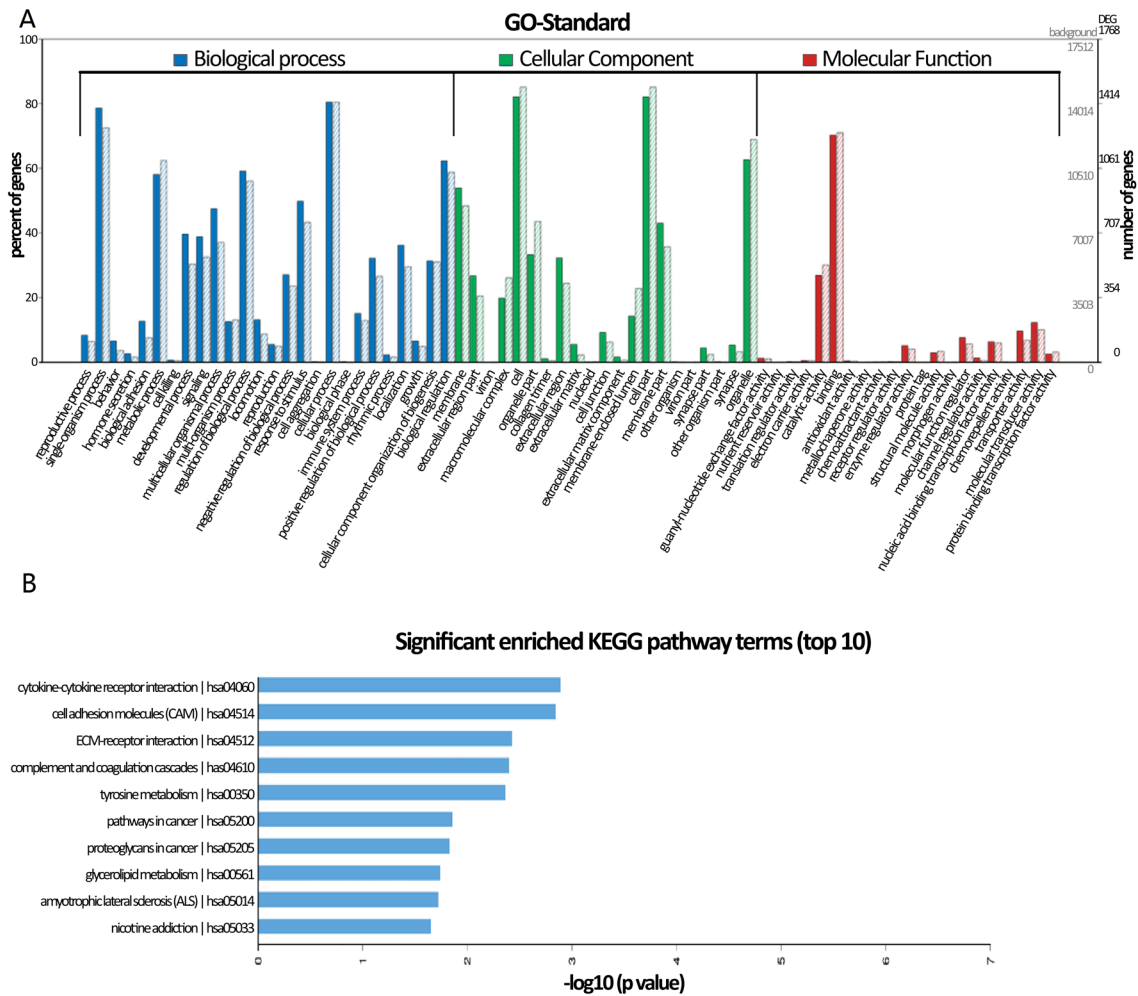 A
GO-Standard
DEG
background 1768
Biological process
Cellular Component
Molecular Function
100
80
60
40
20
0
percent of genes
17512
1414
14014
1061
10510
707
7007
354
3503
0
0
number of genes
reproductive process
single-organism process
behavior
hormone secretion
biological adhesion
metabolic process
cell killing
developmental process
signaling
multicellular organismal process
multi-organism process
regulation of biological process
locomotion
reproduction
negative regulation of biological process
response to stimulus
cell aggregation
biological phase
cellular process
immune system process
positive regulation of biological process
rhythmic process
localization
growth
cellular component organization of biogenesis
biological regulation
membrane
extracellular region part
virion
macromolecular complex
cell
organelle part
collagen trimer
extracellular region
extracellular matrix
nucleoid
cell junction
extracellular matrix component
membrane-enclosed lumen
cell part
membrane part
other organism
virion part
synapse part
other organism part
synapse
organelle
guanyl-nucleotide exchange factor activity
nutrient reservoir activity
translation regulator activity
electron carrier activity
catalytic activity
binding
antioxidant activity
metallochaperone activity
chemoattractant activity
receptor regulator activity
enzyme regulator activity
protein tag
structural molecule activity
morphogen activity
molecular function regulator
channel regulator activity
nucleic acid binding transcription factor activity
chemorepellent activity
transporter activity
molecular transducer activity
protein binding transcription factor activity
B
Significant enriched KEGG pathway terms (top 10)
cytokine-cytokine receptor interaction | hsa04060
cell adhesion molecules (CAM) | hsa04514
ECM-receptor interaction | hsa04512
complement and coagulation cascades | has04610
tyrosine metabolism | hsa00350
pathways in cancer | hsa05200
proteoglycans in cancer | hsa05205
glycerolipid metabolism | hsa00561
amyotrophic lateral sderosis (ALS) | hsa05014
nicotine addiction | hsa05033
0 1 2 3 4 5 6 7
-log10 (p value)